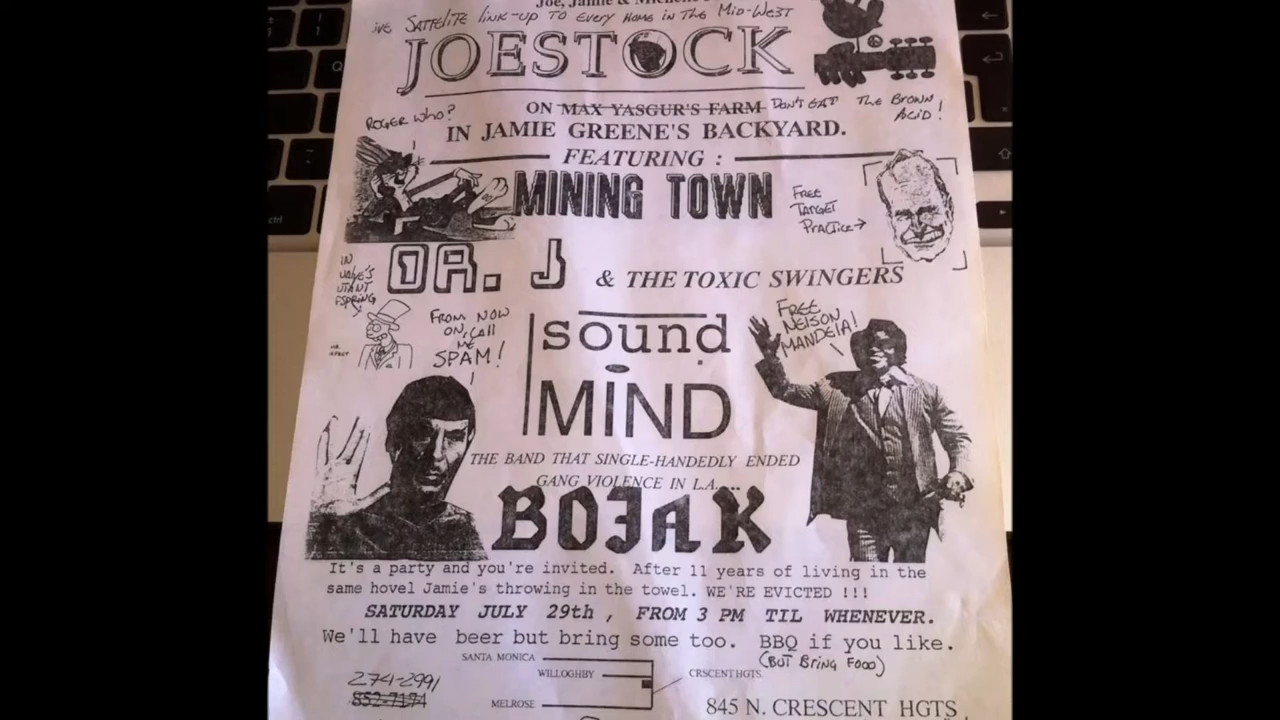 Joe, Jamie &
SATTELITE LINK-UP TO EVERY HOME IN THE MID-WEST
JOESTOCK
ON MAX YASGUR'S FARM DON'T EAT THE BROWN ACID!
ROGER WHO?
IN JAMIE GREENE'S BACKYARD.
FEATURING :
MINING TOWN
FREE
TARGET
PRACTICE→
DR. J & THE TOXIC SWINGERS
IN
FROM NOW
ON, CALL
ME
SPAM!
sound
MIND
FREE
NELSON
MANDELA!
THE BAND THAT SINGLE-HANDEDLY ENDED
GANG VIOLENCE IN L.A....
BOJAK
It's a party and you're invited. After 11 years of living in the
same hovel Jamie's throwing in the towel. WE'RE EVICTED !!!
SATURDAY JULY 29th , FROM 3 PM TIL WHENEVER.
We'll have beer but bring some too. BBQ if you like.
(BUT BRING FOOD)
SANTA MONICA
WILLOGHBY
CRSCENT HGTS.
274-2991
852-7174
MELROSE
845 N. CRESCENT HGTS